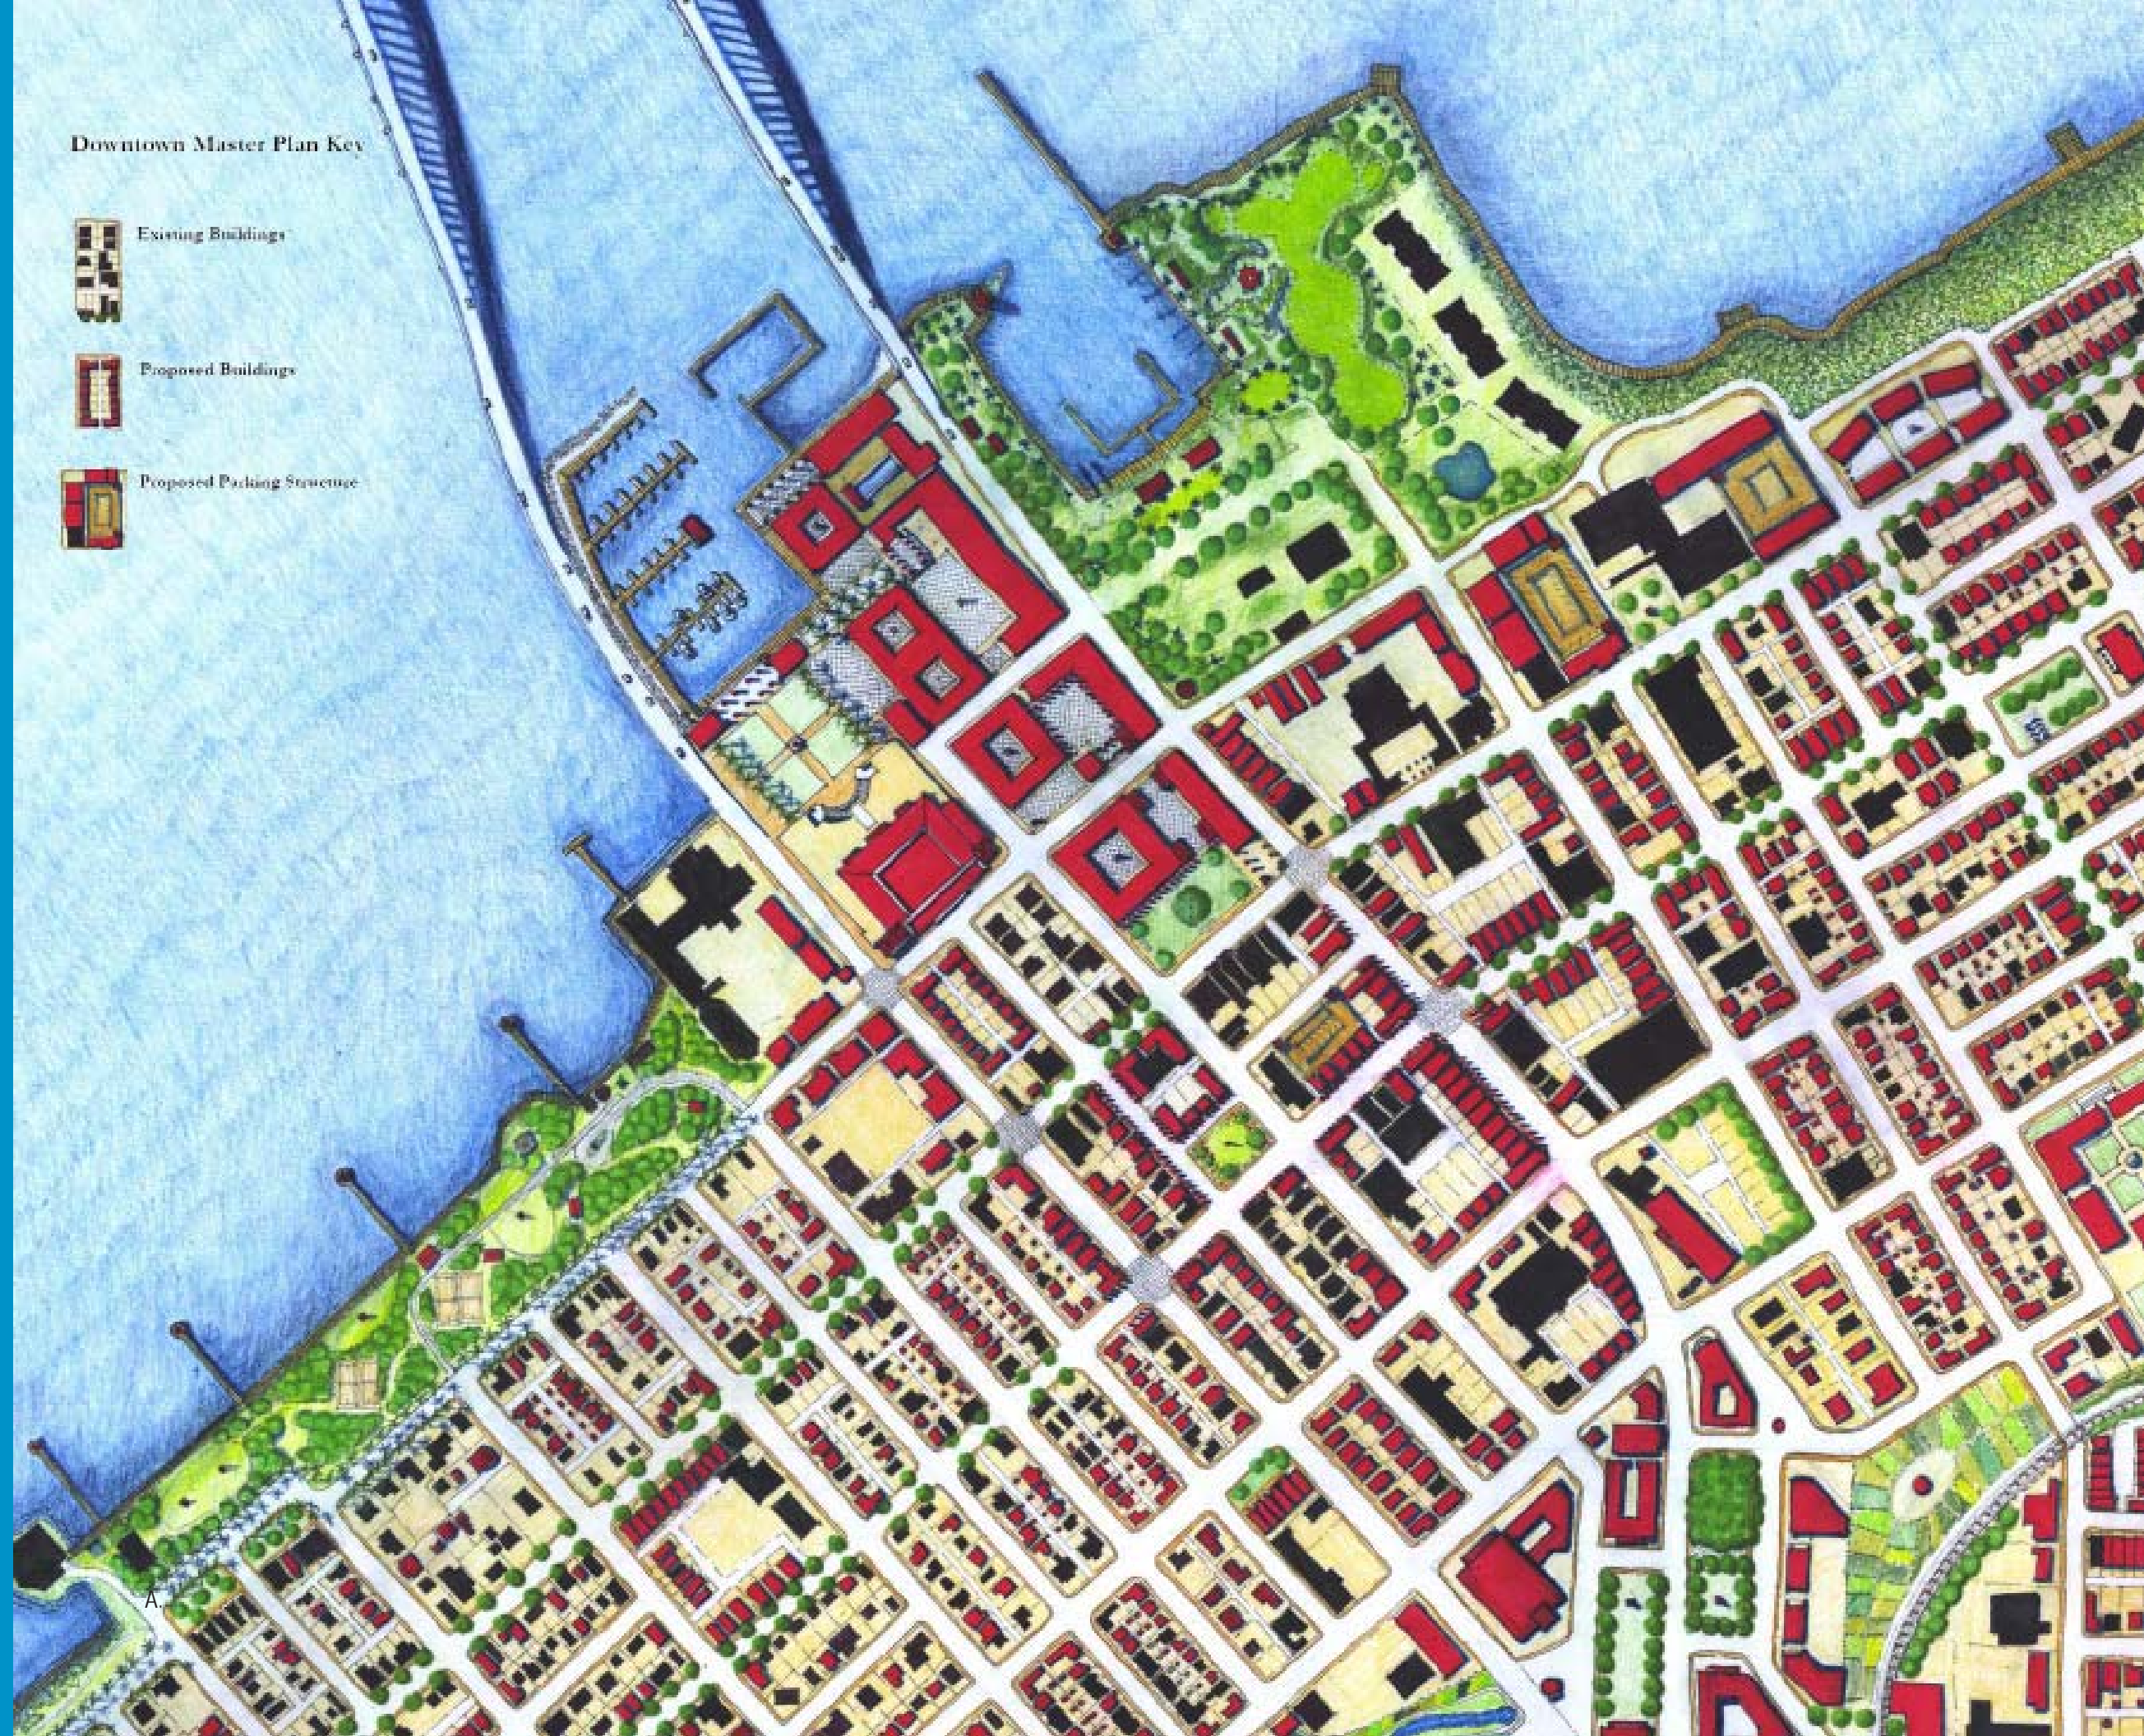 Downtown Master Plan Key
Existing Buildings
Proposed Buildings
Proposed Parking Structure
A.